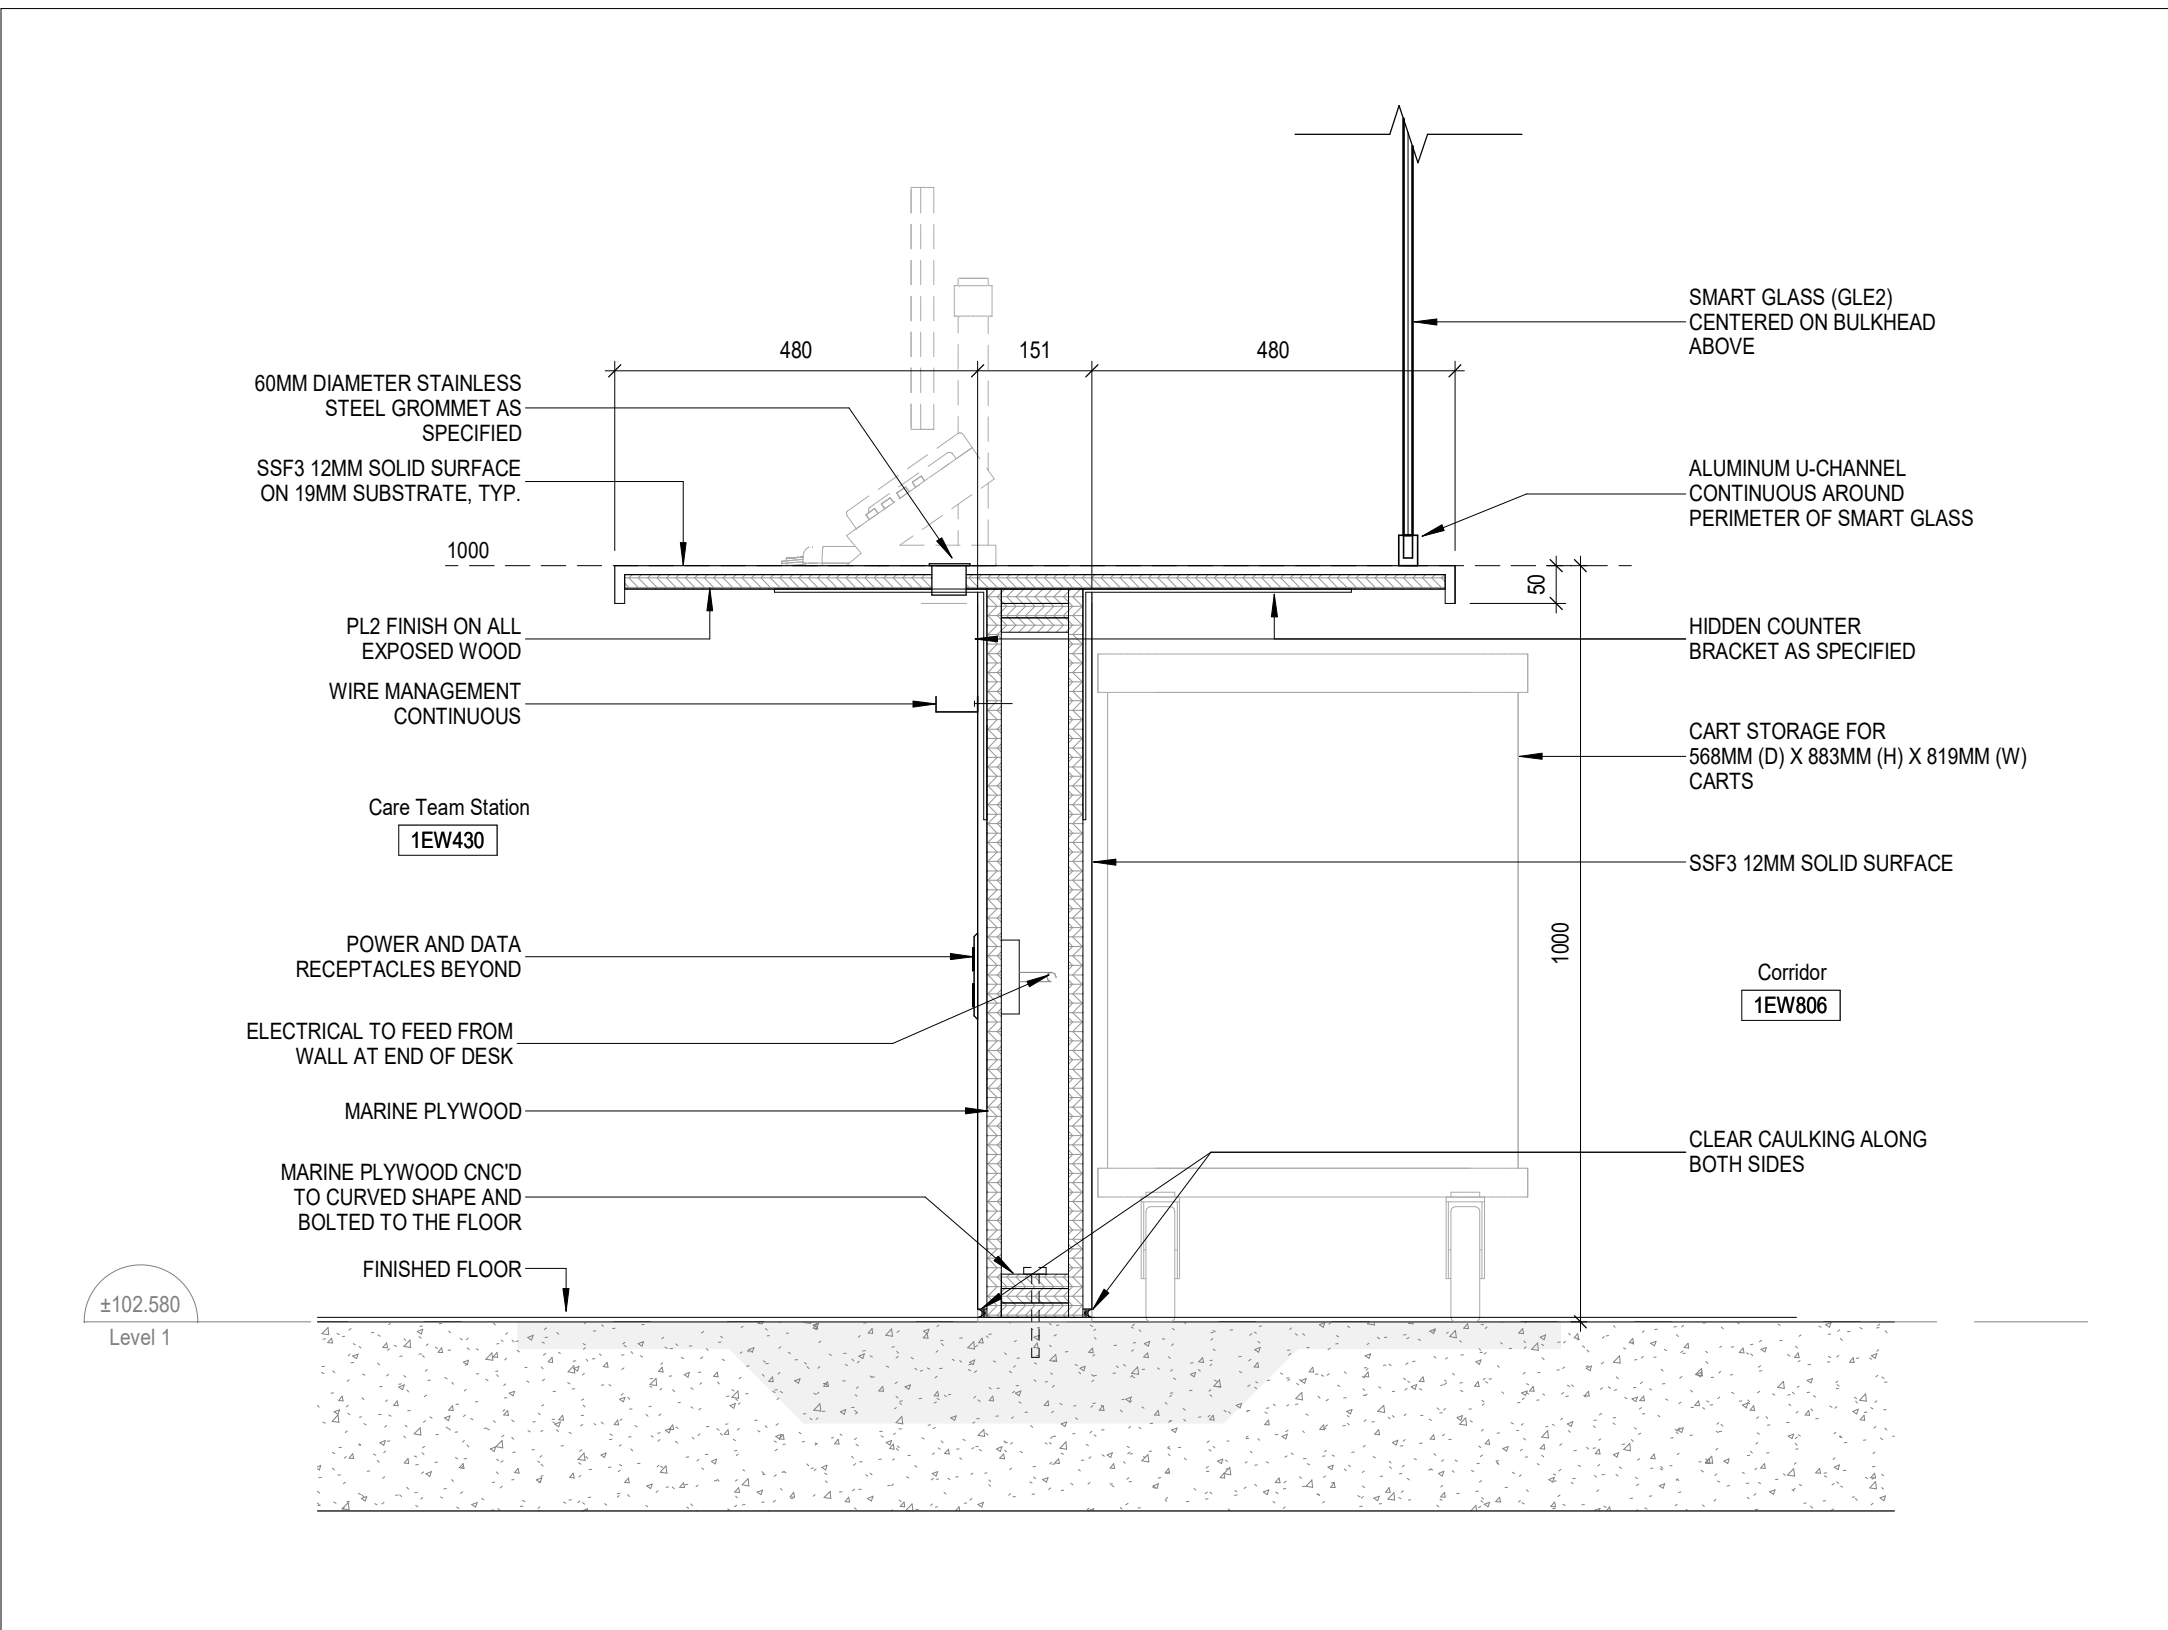 480
151
480
SMART GLASS (GLE2)
CENTERED ON BULKHEAD
ABOVE
60MM DIAMETER STAINLESS
STEEL GROMMET AS
SPECIFIED
SSF3 12MM SOLID SURFACE
ON 19MM SUBSTRATE, TYP.
ALUMINUM U-CHANNEL
CONTINUOUS AROUND
PERIMETER OF SMART GLASS
1000
50
PL2 FINISH ON ALL
EXPOSED WOOD
HIDDEN COUNTER
BRACKET AS SPECIFIED
WIRE MANAGEMENT
CONTINUOUS
CART STORAGE FOR
568MM (D) X 883MM (H) X 819MM (W)
CARTS
Care Team Station
1EW430
SSF3 12MM SOLID SURFACE
POWER AND DATA
RECEPTACLES BEYOND
1000
Corridor
1EW806
ELECTRICAL TO FEED FROM
WALL AT END OF DESK
MARINE PLYWOOD
CLEAR CAULKING ALONG
BOTH SIDES
MARINE PLYWOOD CNC'D
TO CURVED SHAPE AND
BOLTED TO THE FLOOR
FINISHED FLOOR
±102.580
Level 1